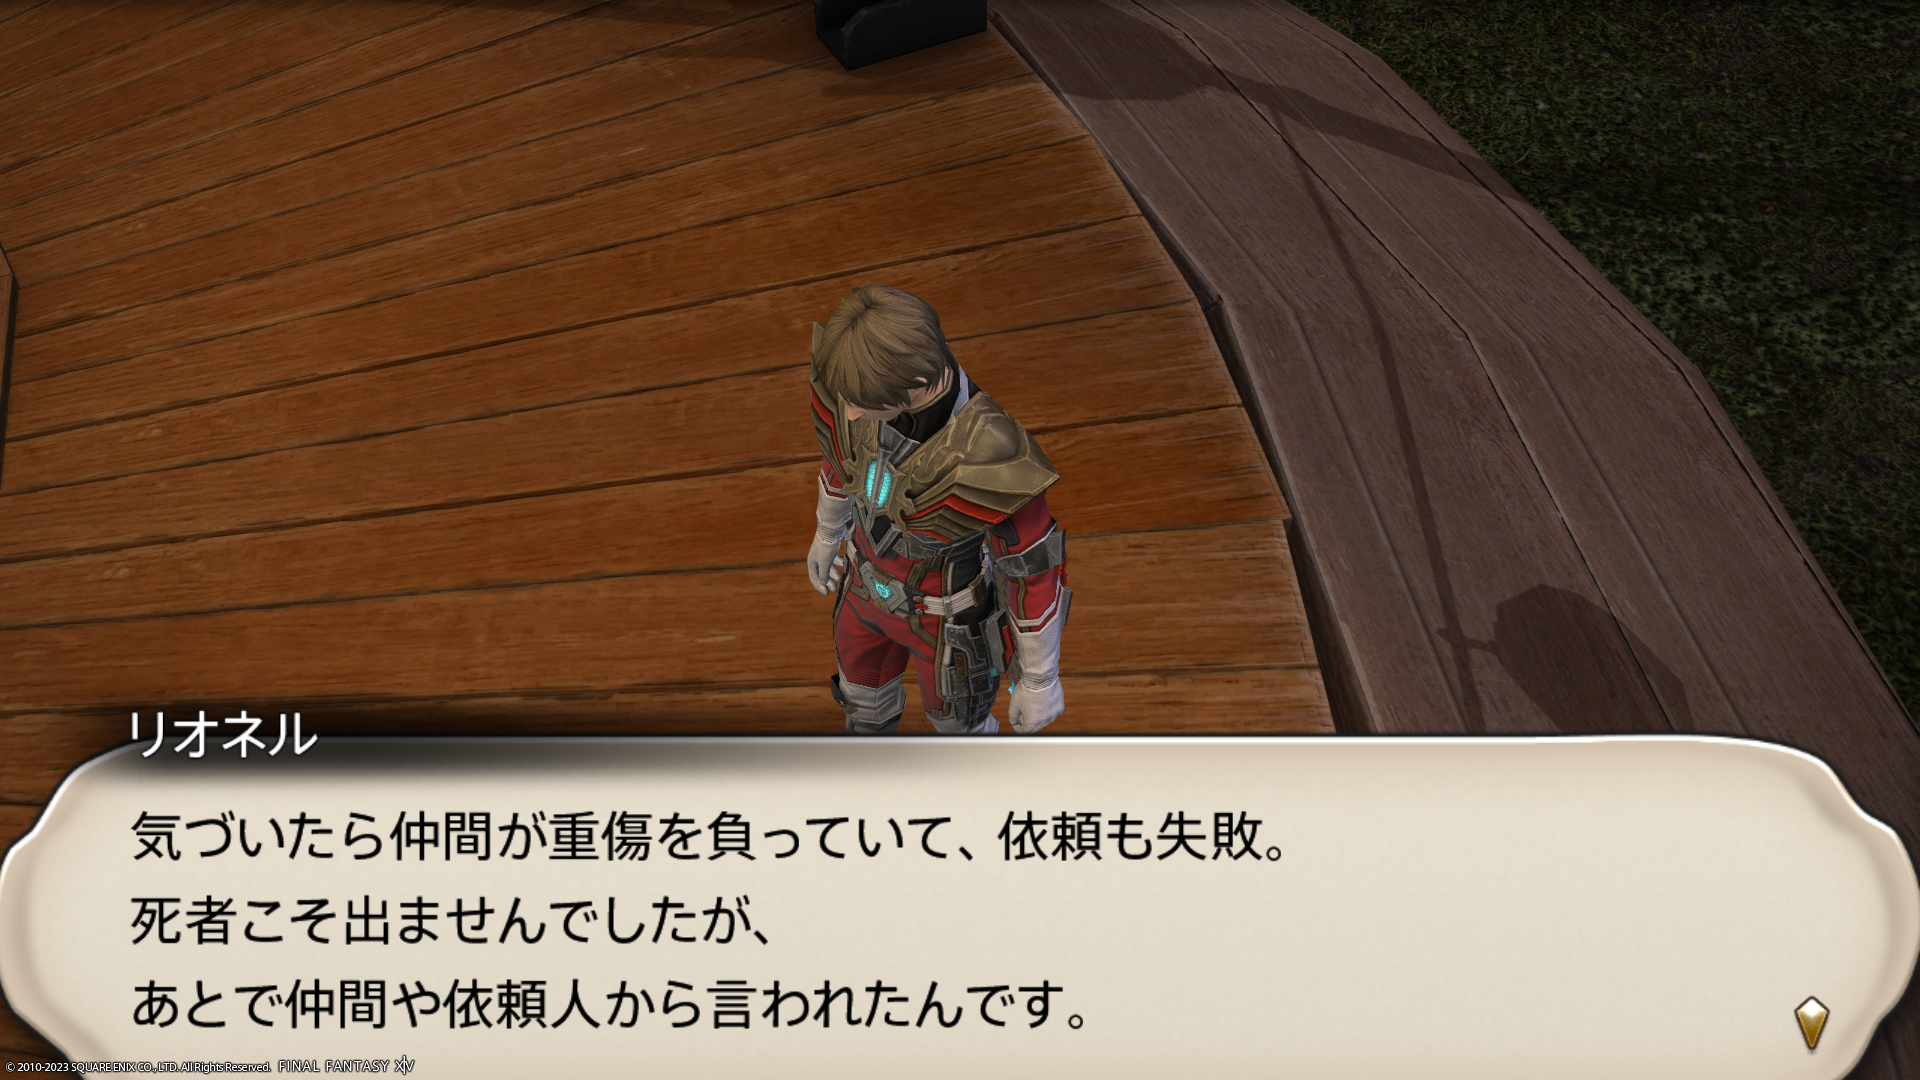 リオネル
気づいたら仲間が重傷を負っていて、依頼も失敗。
死者こそ出ませんでしたが、
あとで仲間や依頼人から言われたんです。
© 2010-2023 SQUARE ENIX CO., LTD. All Rights Reserved. FINAL FANTASY XIV